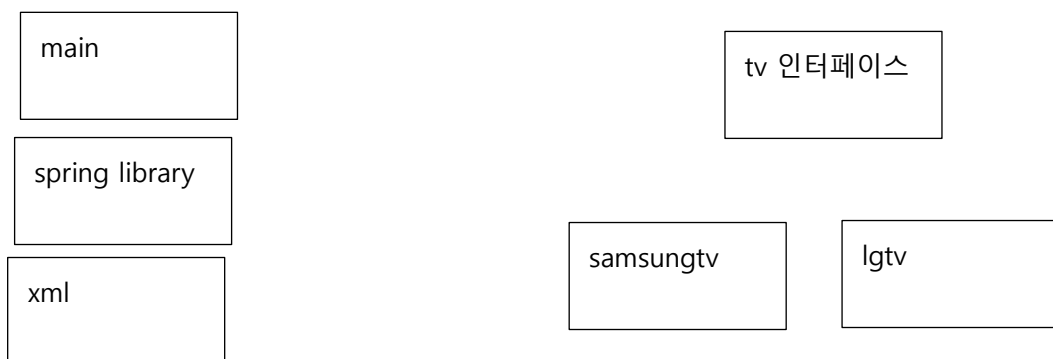 main
tv 인터페이스
spring library
samsungtv
lgtv
xml